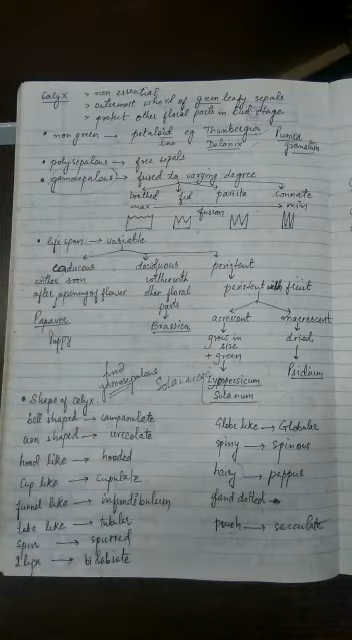 Calyx > non essential
> outermost whorl of green leafy sepals
> protect other floral parts in bud stage
• non green → petaloid eg Thunbergia Punica
Delonix granatum
• polysepalous → free sepals
• gamosepalous → fused to varying degree
toothed fid partite connate
max fusion min
• life span → variable
caducous deciduous persistent
wither soon
after opening of flower other floral parts persistent with fruit
Papaver Brassica acrescent marcescent
Poppy grow in size + green dried
Solanaceae Lycopersicum Psidium
Solanum
gamosepalous
• Shape of calyx.
bell shaped → campanulate Globe like → Globular
urn shaped → urceolate spiny → spinous
hood like → hooded
cup like → cupulate hairy → pappus
funnel like → infundibulum gland dotted →
tube like → tubular pouch → sacculate
spur → spurred
2 lips → bilabiate